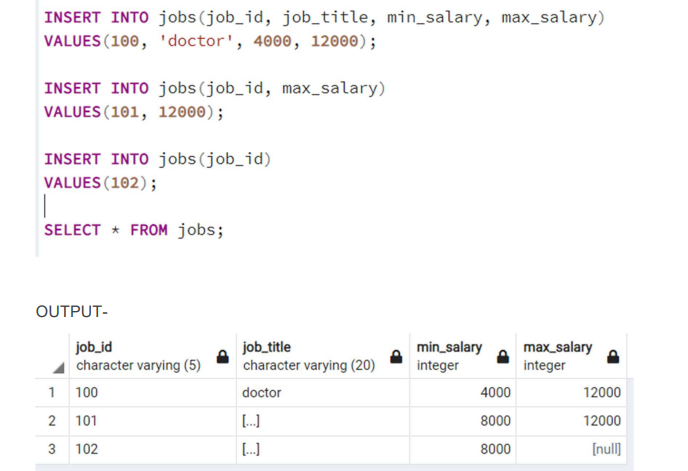 INSERT INTO jobs(job_id, job_title, min_salary, max_salary)
VALUES(100, 'doctor', 4000, 12000);
INSERT INTO jobs(job_id, max_salary)
VALUES(101, 12000);
INSERT INTO jobs(job_id)
VALUES(102);
SELECT * FROM jobs;
OUTPUT-
job_id job_title min_salary max_salary
character varying (5) character varying (20) integer integer
1 100 doctor 4000 12000
2 101 [...] 8000 12000
3 102 [...] 8000 [null]